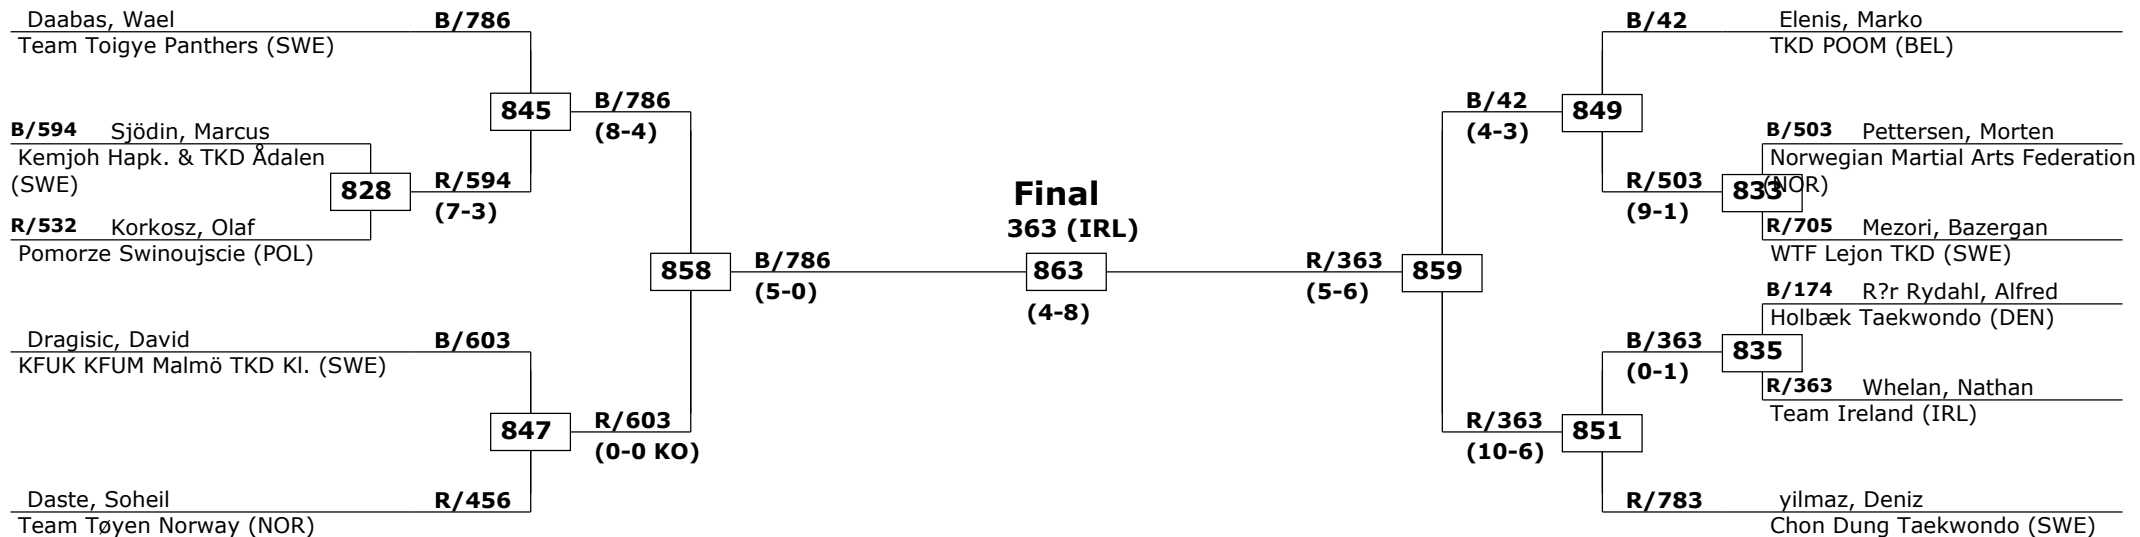 Daabas, Wael
B/786
Team Toigye Panthers (SWE)
845
B/786
(8-4)
B/594 Sjödin, Marcus
Kemjoh Hapk. & TKD Ådalen
(SWE)
828
R/594
(7-3)
R/532 Korkosz, Olaf
Pomorze Swinoujscie (POL)
858
B/786
(5-0)
Dragisic, David
B/603
KFUK KFUM Malmö TKD Kl. (SWE)
847
R/603
(0-0 KO)
Daste, Soheil
R/456
Team Tøyen Norway (NOR)
Final
363 (IRL)
863
(4-8)
B/42
Elenis, Marko
TKD POOM (BEL)
B/42
(4-3)
849
B/503 Pettersen, Morten
Norwegian Martial Arts Federation
(NOR)
R/503
(9-1)
833
R/705 Mezori, Bazergan
WTF Lejon TKD (SWE)
R/363
(5-6)
859
B/174 R?r Rydahl, Alfred
Holbæk Taekwondo (DEN)
B/363
(0-1)
835
R/363 Whelan, Nathan
Team Ireland (IRL)
R/363
(10-6)
851
R/783
yilmaz, Deniz
Chon Dung Taekwondo (SWE)